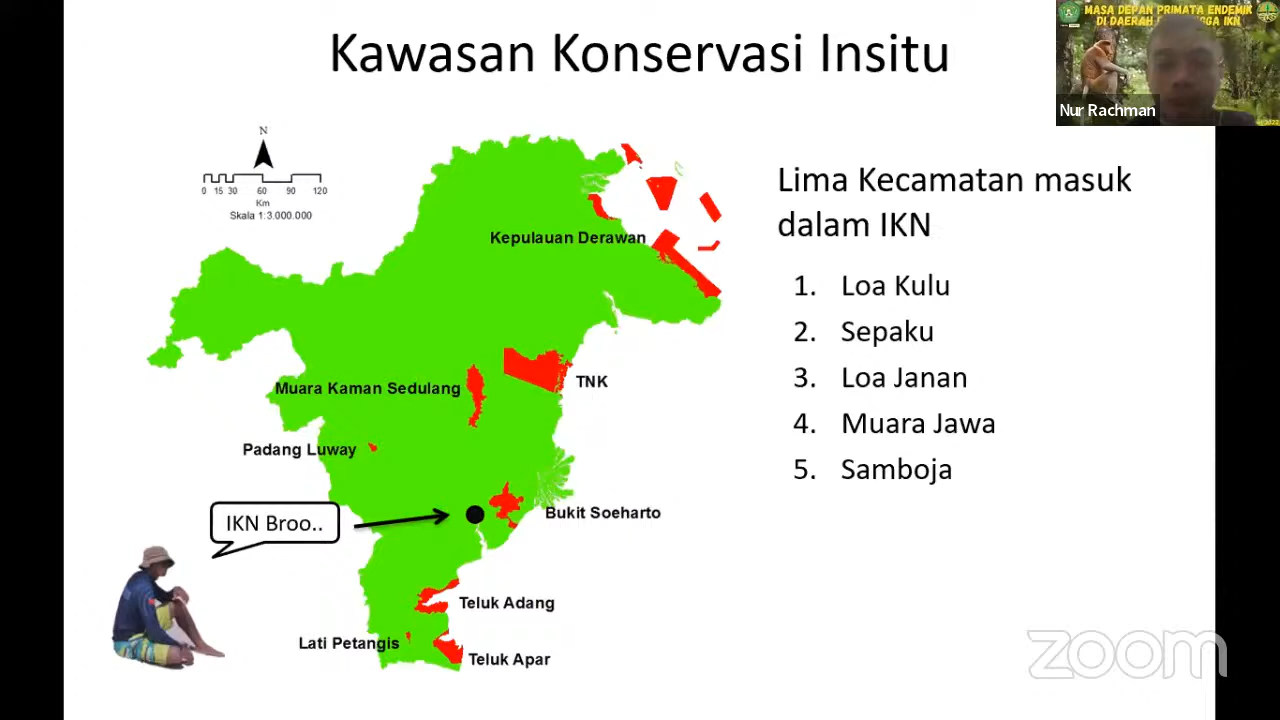 Kawasan Konservasi Insitu
MASA DEPAN PRIMATA ENDEMIK
DI DAERAH
IKN
Nur Rachman
N
0 15 30 60 90 120
Km
Skala 1:3.000.000
Kepulauan Derawan
TNK
Muara Kaman Sedulang
Padang Luway
Bukit Soeharto
IKN Broo..
Teluk Adang
Lati Petangis
Teluk Apar
Lima Kecamatan masuk
dalam IKN
1. Loa Kulu
2. Sepaku
3. Loa Janan
4. Muara Jawa
5. Samboja
zoom